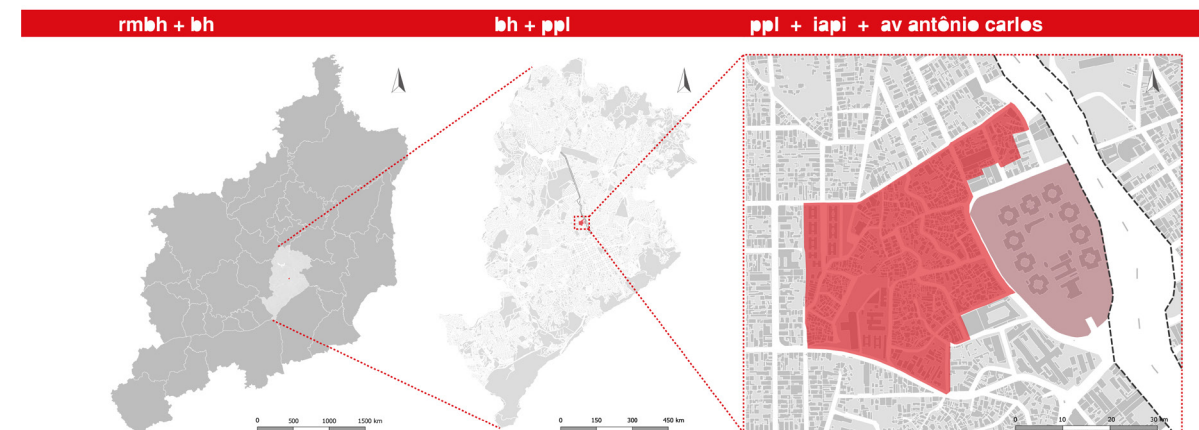 rmbh + bh
bh + ppl
ppl + iapi + av antônio carlos
0 500 1000 1500 km
0 150 300 450 km
0 10 20 30 km